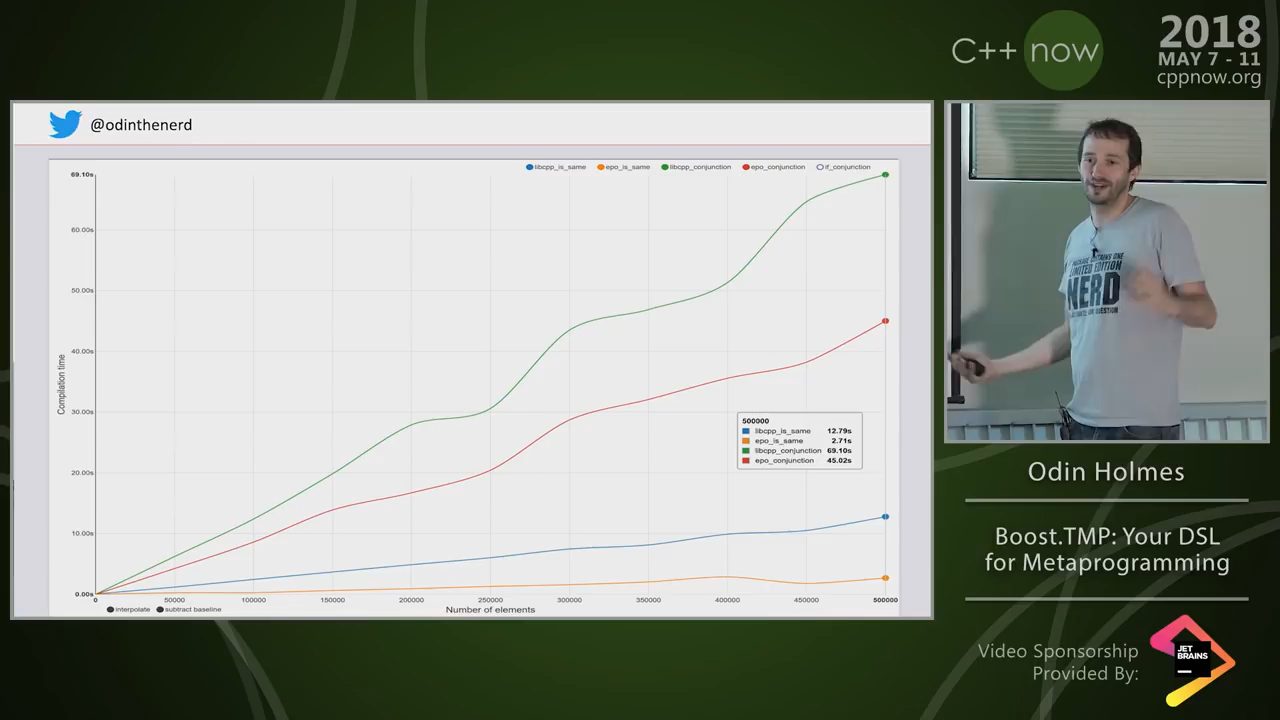 C++ now
2018
MAY 7 - 11
cppnow.org
@odinthenerd
libcpp_is_same epo_is_same libcpp_conjunction epo_conjunction if_conjunction
69.10s
60.00s
50.00s
40.00s
30.00s
20.00s
10.00s
0.00s
Compilation time
500000
libcpp_is_same 12.79s
epo_is_same 2.71s
libcpp_conjunction 69.10s
epo_conjunction 45.02s
0 50000 100000 150000 200000 250000 300000 350000 400000 450000 500000
interpolate subtract baseline
Number of elements
LIMITED EDITION
NERD
Odin Holmes
Boost.TMP: Your DSL
for Metaprogramming
Video Sponsorship
Provided By:
JET
BRAINS